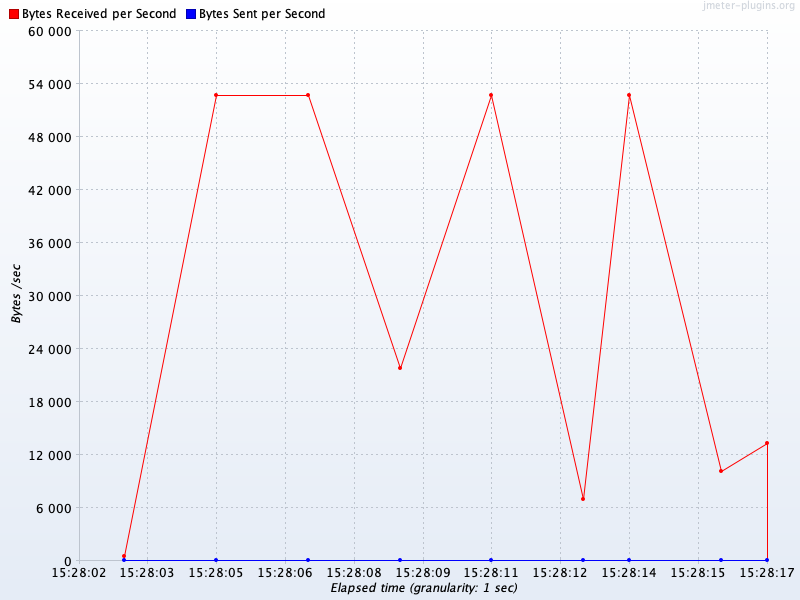 jmeter-plugins.org
Bytes Received per Second Bytes Sent per Second
60 000
54 000
48 000
42 000
36 000
30 000
24 000
18 000
12 000
6 000
0
Bytes /sec
15:28:02 15:28:03 15:28:05 15:28:06 15:28:08 15:28:09 15:28:11 15:28:12 15:28:14 15:28:15 15:28:17
Elapsed time (granularity: 1 sec)